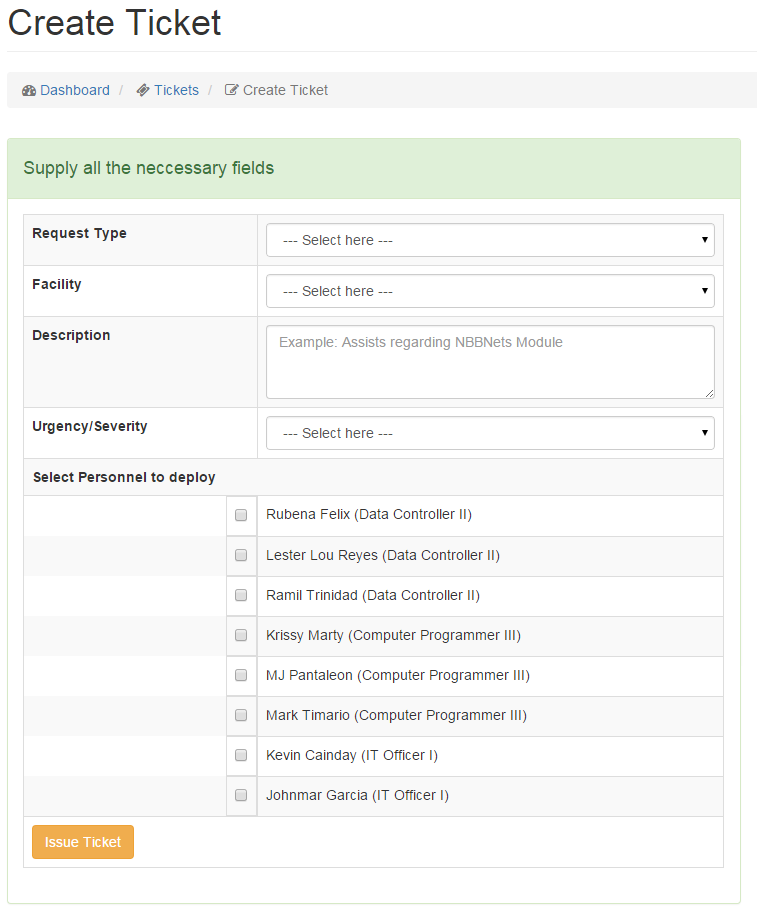 Create Ticket
Dashboard / Tickets / Create Ticket
Supply all the neccessary fields
Request Type
--- Select here ---
Facility
--- Select here ---
Description
Example: Assists regarding NBBNets Module
Urgency/Severity
--- Select here ---
Select Personnel to deploy
Rubena Felix (Data Controller II)
Lester Lou Reyes (Data Controller II)
Ramil Trinidad (Data Controller II)
Krissy Marty (Computer Programmer III)
MJ Pantaleon (Computer Programmer III)
Mark Timario (Computer Programmer III)
Kevin Cainday (IT Officer I)
Johnmar Garcia (IT Officer I)
Issue Ticket